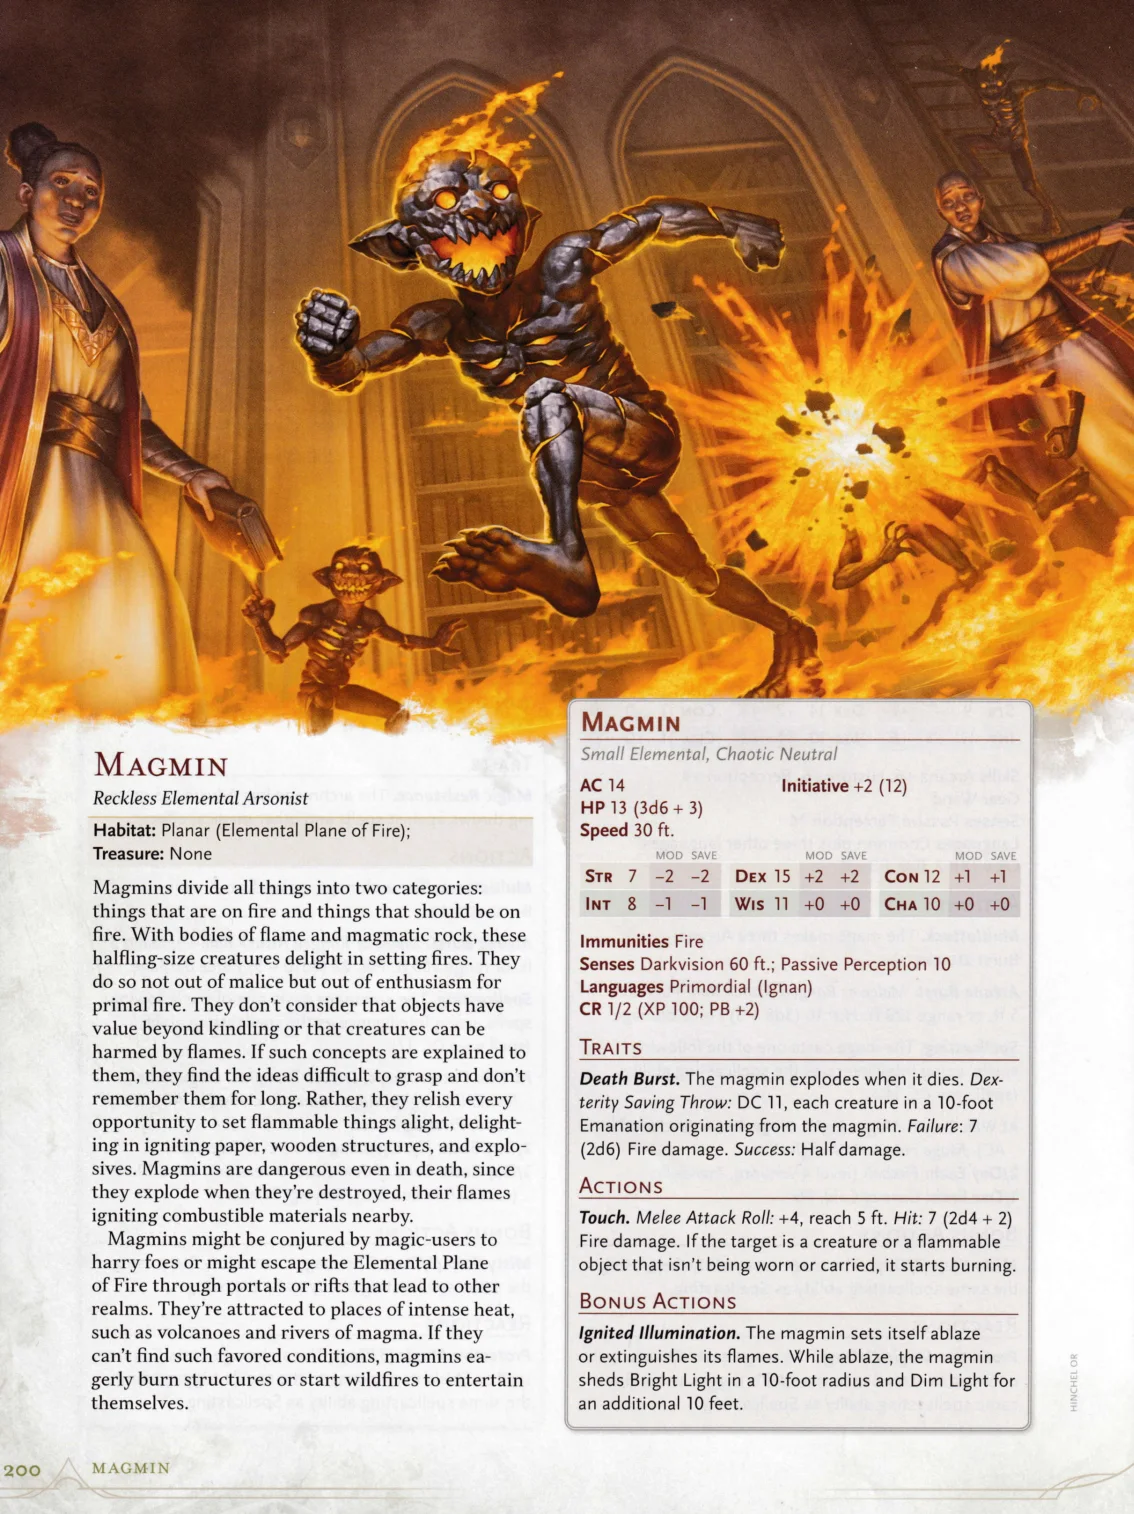 MAGMIN
Reckless Elemental Arsonist
Habitat: Planar (Elemental Plane of Fire);
Treasure: None
Magmins divide all things into two categories:
things that are on fire and things that should be on
fire. With bodies of flame and magmatic rock, these
halfling-size creatures delight in setting fires. They
do so not out of malice but out of enthusiasm for
primal fire. They don't consider that objects have
value beyond kindling or that creatures can be
harmed by flames. If such concepts are explained to
them, they find the ideas difficult to grasp and don't
remember them for long. Rather, they relish every
opportunity to set flammable things alight, delight-
ing in igniting paper, wooden structures, and explo-
sives. Magmins are dangerous even in death, since
they explode when they're destroyed, their flames
igniting combustible materials nearby.
Magmins might be conjured by magic-users to
harry foes or might escape the Elemental Plane
of Fire through portals or rifts that lead to other
realms. They're attracted to places of intense heat,
such as volcanoes and rivers of magma. If they
can't find such favored conditions, magmins ea-
gerly burn structures or start wildfires to entertain
themselves.
MAGMIN
Small Elemental, Chaotic Neutral
AC 14 Initiative +2 (12)
HP 13 (3d6 + 3)
Speed 30 ft.
MOD SAVE MOD SAVE MOD SAVE
STR 7 −2 −2 DEX 15 +2 +2 CON 12 +1 +1
INT 8 −1 −1 WIS 11 +0 +0 CHA 10 +0 +0
Immunities Fire
Senses Darkvision 60 ft.; Passive Perception 10
Languages Primordial (Ignan)
CR 1/2 (XP 100; PB +2)
TRAITS
Death Burst. The magmin explodes when it dies. Dex-
terity Saving Throw: DC 11, each creature in a 10-foot
Emanation originating from the magmin. Failure: 7
(2d6) Fire damage. Success: Half damage.
ACTIONS
Touch. Melee Attack Roll: +4, reach 5 ft. Hit: 7 (2d4 + 2)
Fire damage. If the target is a creature or a flammable
object that isn't being worn or carried, it starts burning.
BONUS ACTIONS
Ignited Illumination. The magmin sets itself ablaze
or extinguishes its flames. While ablaze, the magmin
sheds Bright Light in a 10-foot radius and Dim Light for
an additional 10 feet.
HINCHEL OR
200 MAGMIN